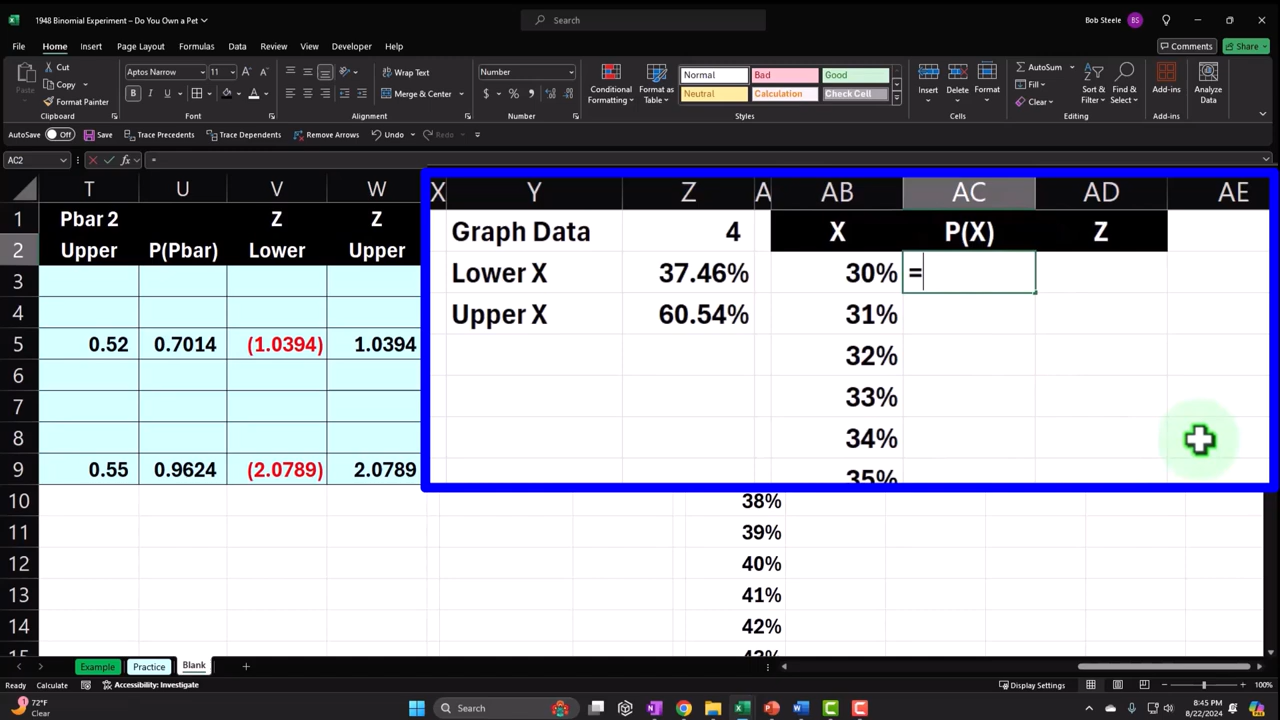 1948 Binomial Experiment – Do You Own a Pet
Search
Bob Steele
BS
File Home Insert Page Layout Formulas Data Review View Developer Help
Comments Share
Paste
Cut
Copy
Format Painter
Clipboard
Aptos Narrow 11
B I U
Font
Wrap Text
Merge & Center
Alignment
Number
Number
Conditional Formatting
Format as Table
Normal Bad Good
Neutral Calculation Check Cell
Styles
Insert Delete Format
Cells
AutoSum
Fill
Clear
Sort & Filter
Find & Select
Editing
Add-ins
Add-ins
Analyze Data
AutoSave Off Save Trace Precedents Trace Dependents Remove Arrows Undo Redo
AC2 fx =
T U V W X Y Z A AB AC AD AE
1 Pbar 2 Z Z Graph Data 4 X P(X) Z
2 Upper P(Pbar) Lower Upper Lower X 37.46% 30% =
3 Upper X 60.54% 31%
4 32%
5 0.52 0.7014 (1.0394) 1.0394
6 33%
7 34%
8 35%
9 0.55 0.9624 (2.0789) 2.0789
10 38%
11 39%
12 40%
13 41%
14 42%
15 43%
Example Practice Blank
Ready Calculate Accessibility: Investigate Display Settings 100%
72°F
Clear
Search
8:45 PM
8/22/2024